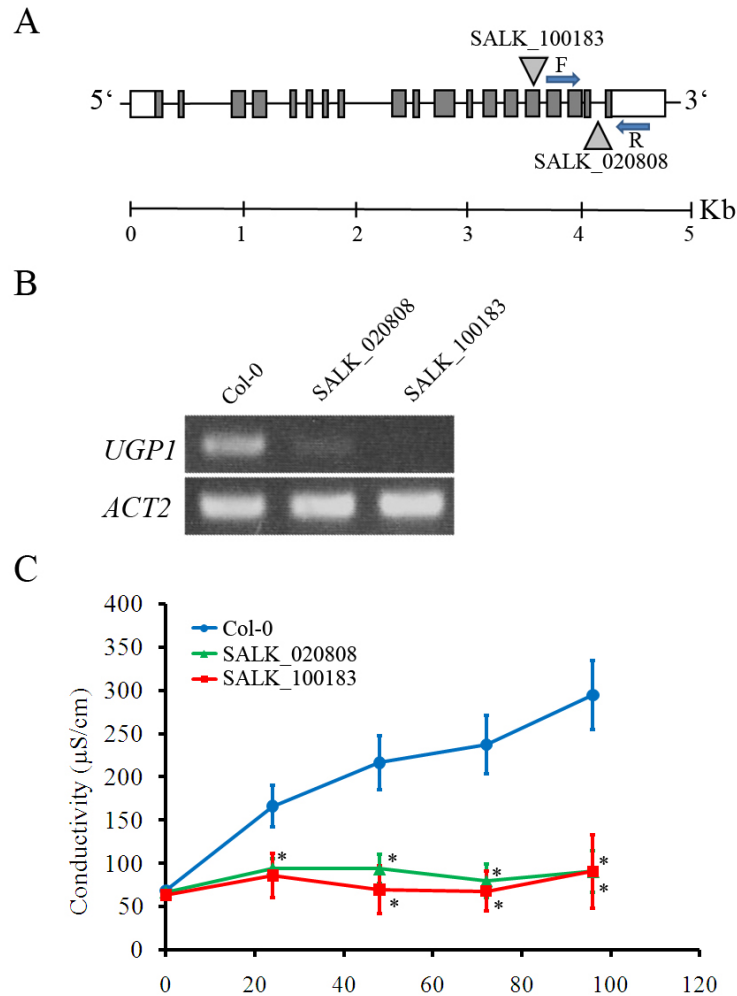 A
SALK_100183
F
5‘
3‘
R
SALK_020808
Kb
0 1 2 3 4 5
B
Col-0
SALK_020808
SALK_100183
UGP1
ACT2
C
400
350
300
250
200
150
100
50
0
Conductivity (µS/cm)
Col-0
SALK_020808
SALK_100183
* * * *
* * *
0 20 40 60 80 100 120